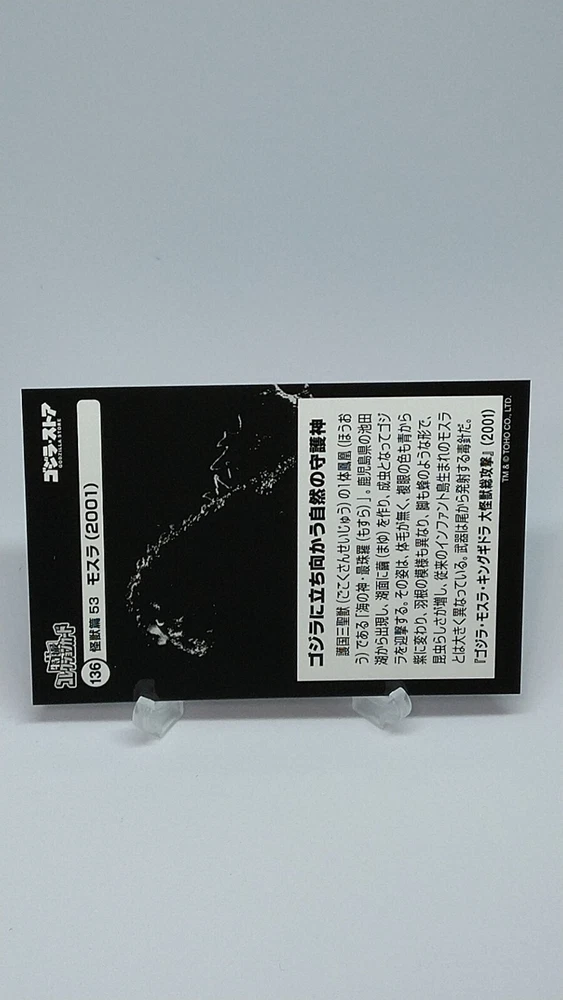 コレクションカード
ゴジラ・ストア
GODZILLA STORE
136 怪獣篇 53 モスラ (2001)
ゴジラに立ち向かう自然の守護神
護国三聖獣 (ごこくさんせいじゅう) の1体鳳凰 (ほうお
う) である「海の神・最珠羅 (もすら)」。鹿児島県の池田
湖から出現し、湖面に繭 (まゆ) を作り、成虫となってゴジ
ラを迎撃する。その姿は、体毛が無く、複眼の色も青から
紫に変わり、羽根の模様も異なり、脚も蜂のような形で、
昆虫らしさが増し、従来のインファント島生まれのモスラ
とは大きく異なっている。武器は尾から発射する毒針だ。
『ゴジラ・モスラ・キングギドラ 大怪獣総攻撃』(2001)
TM & © TOHO CO., LTD.